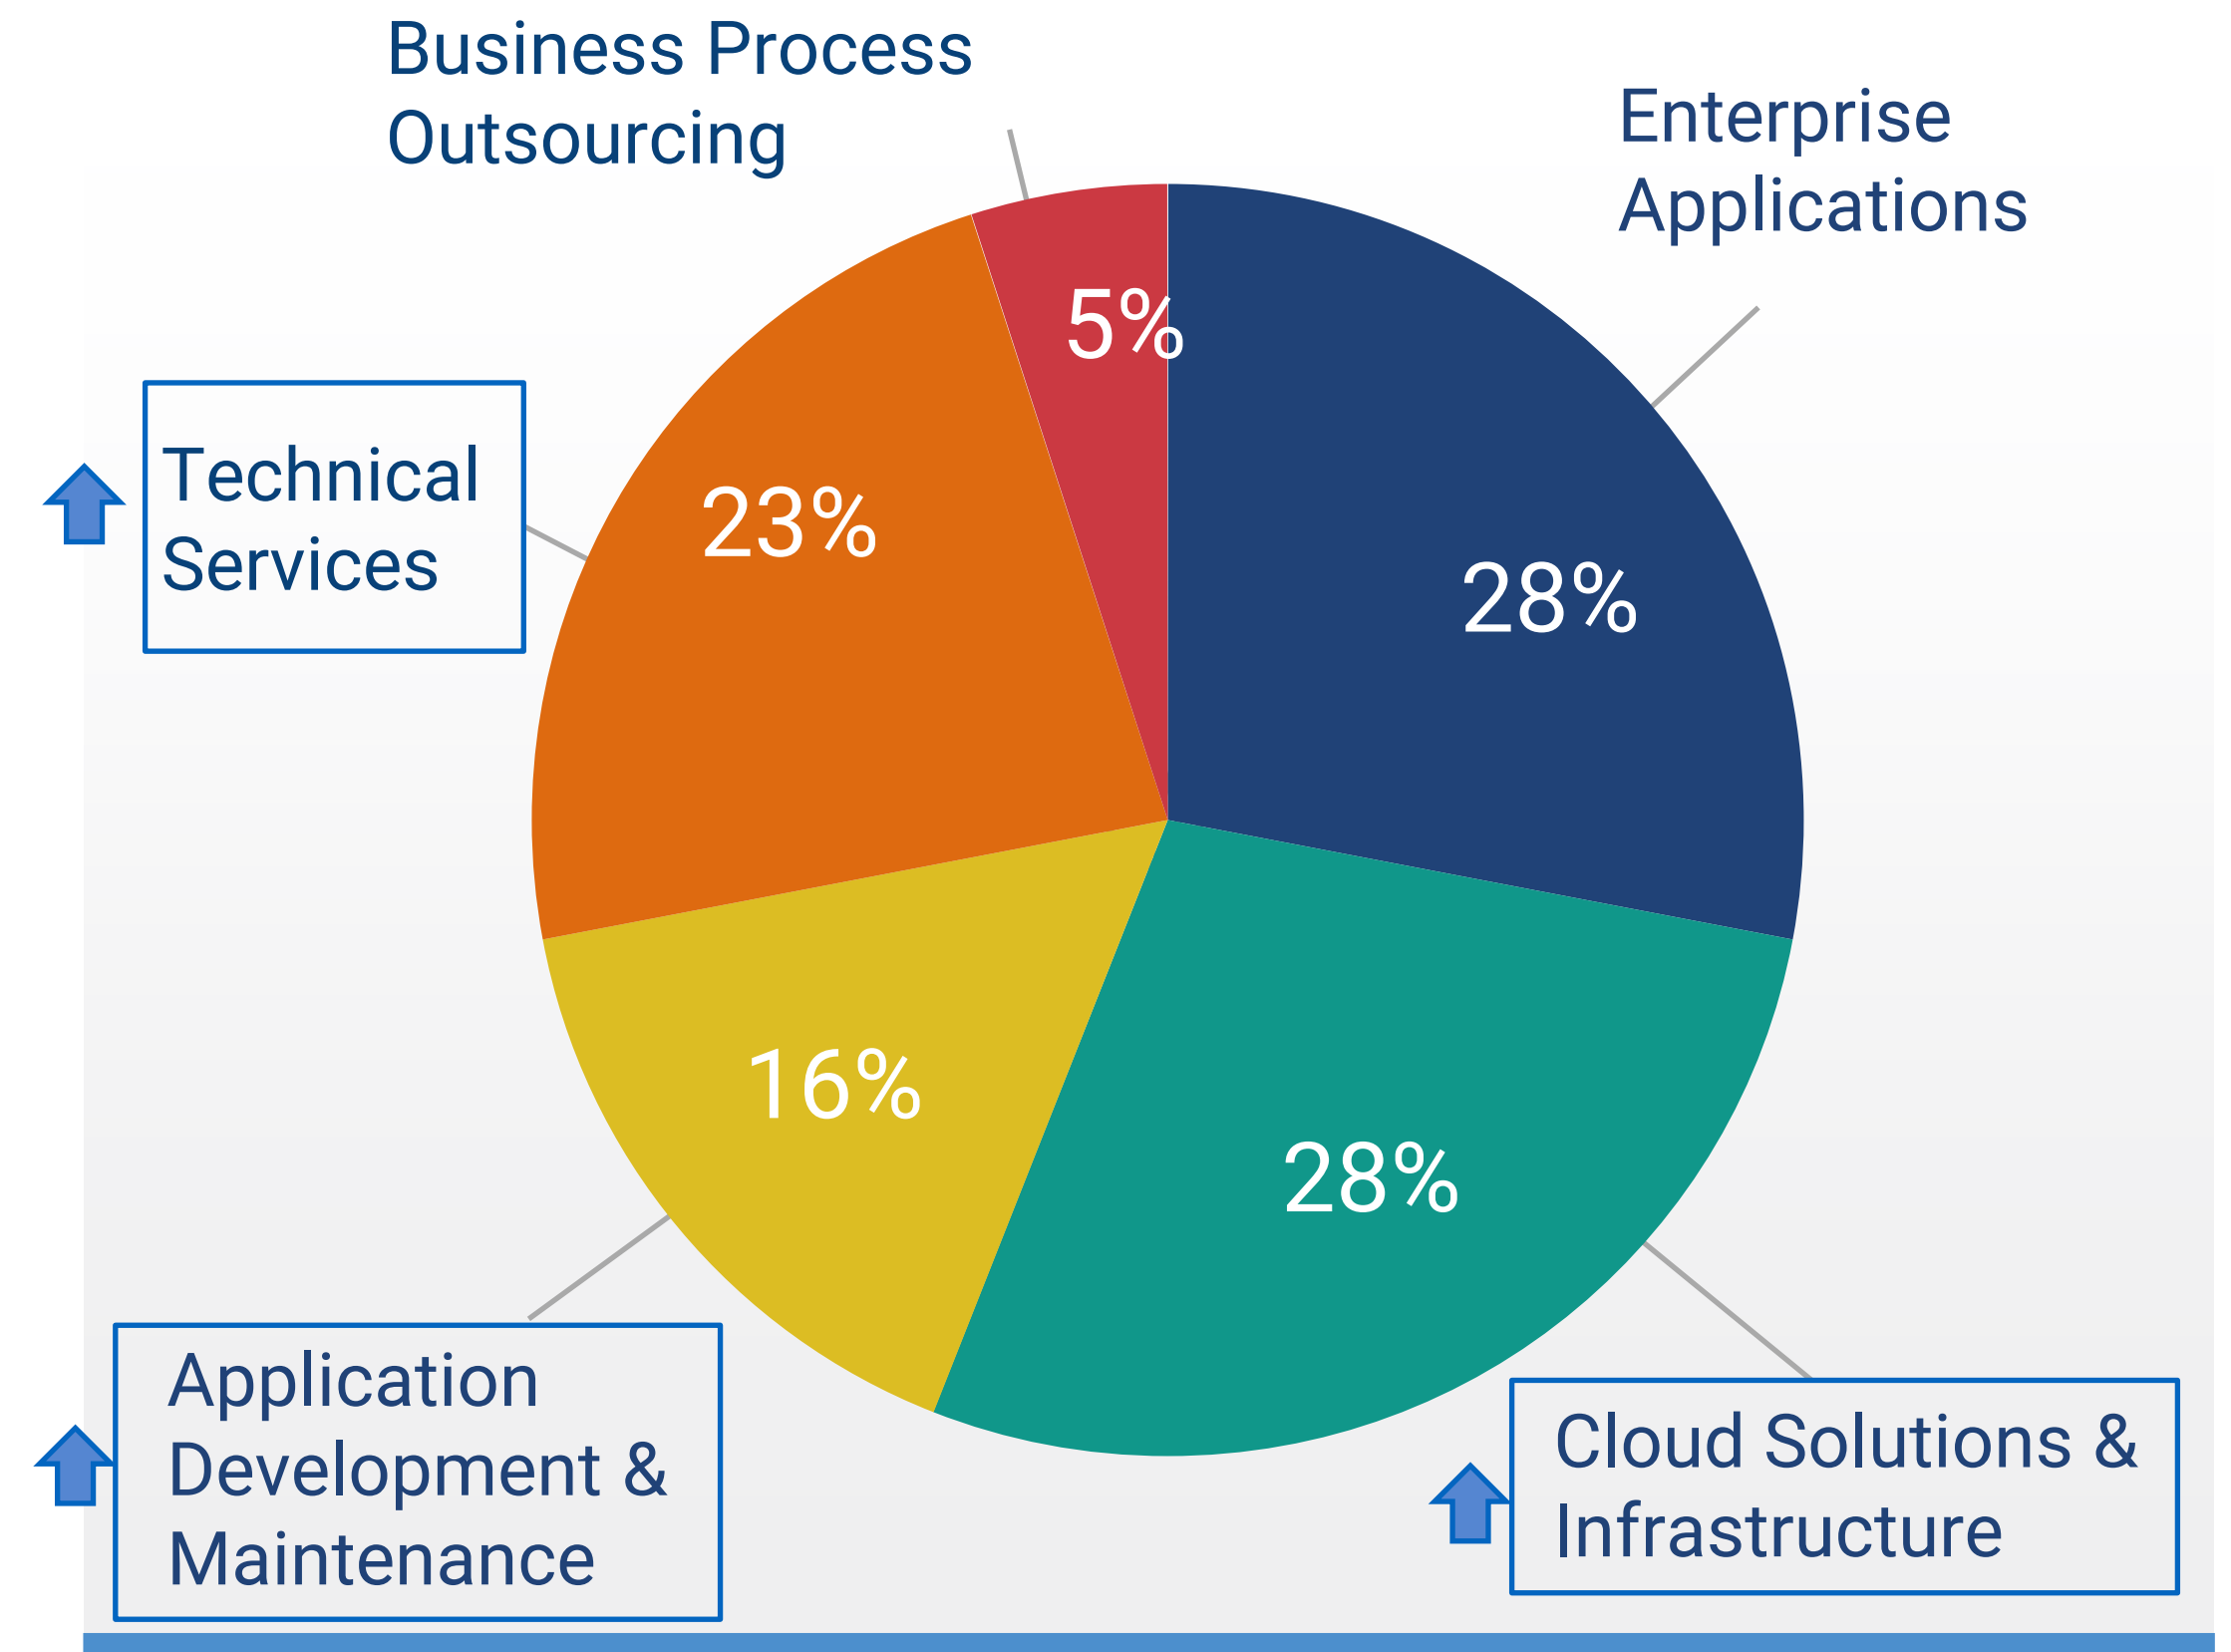 Business Process
Outsourcing
Enterprise
Applications
5%
Technical
Services
23%
28%
16%
28%
Application
Development &
Maintenance
Cloud Solutions &
Infrastructure